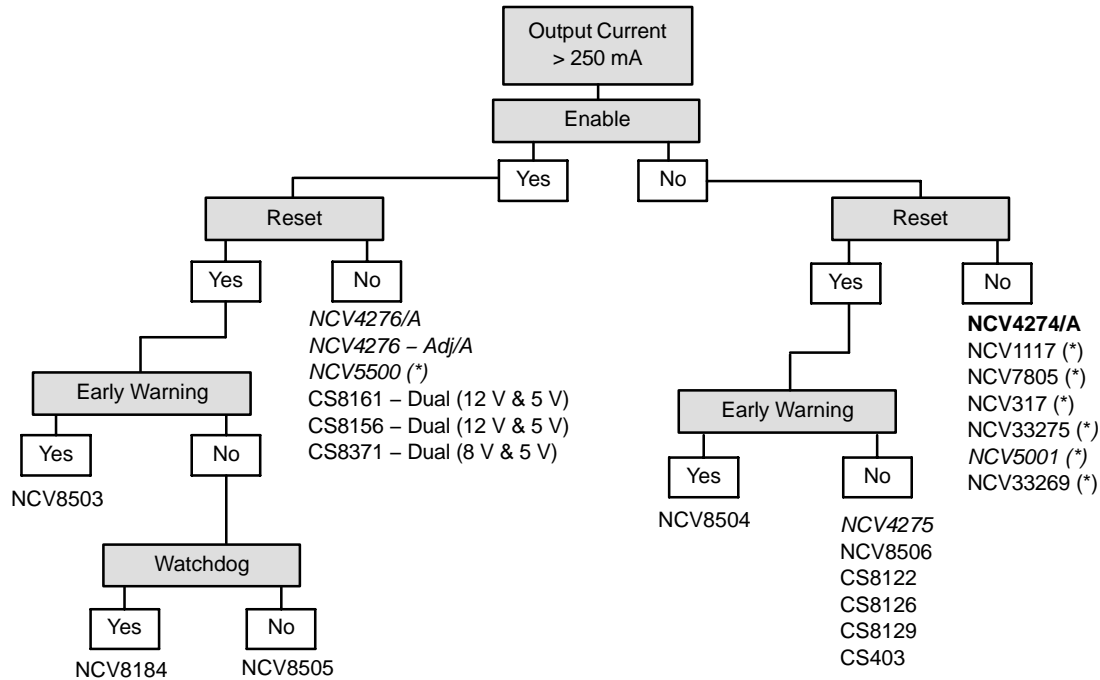 Output Current
> 250 mA
Enable
Yes
No
Reset
Reset
Yes
No
Yes
No
NCV4276/A
NCV4276 – Adj/A
NCV5500 (*)
CS8161 – Dual (12 V & 5 V)
CS8156 – Dual (12 V & 5 V)
CS8371 – Dual (8 V & 5 V)
NCV4274/A
NCV1117 (*)
NCV7805 (*)
NCV317 (*)
NCV33275 (*)
NCV5001 (*)
NCV33269 (*)
Early Warning
Early Warning
Yes
No
Yes
No
NCV8503
NCV8504
NCV4275
NCV8506
CS8122
CS8126
CS8129
CS403
Watchdog
Yes
No
NCV8184
NCV8505